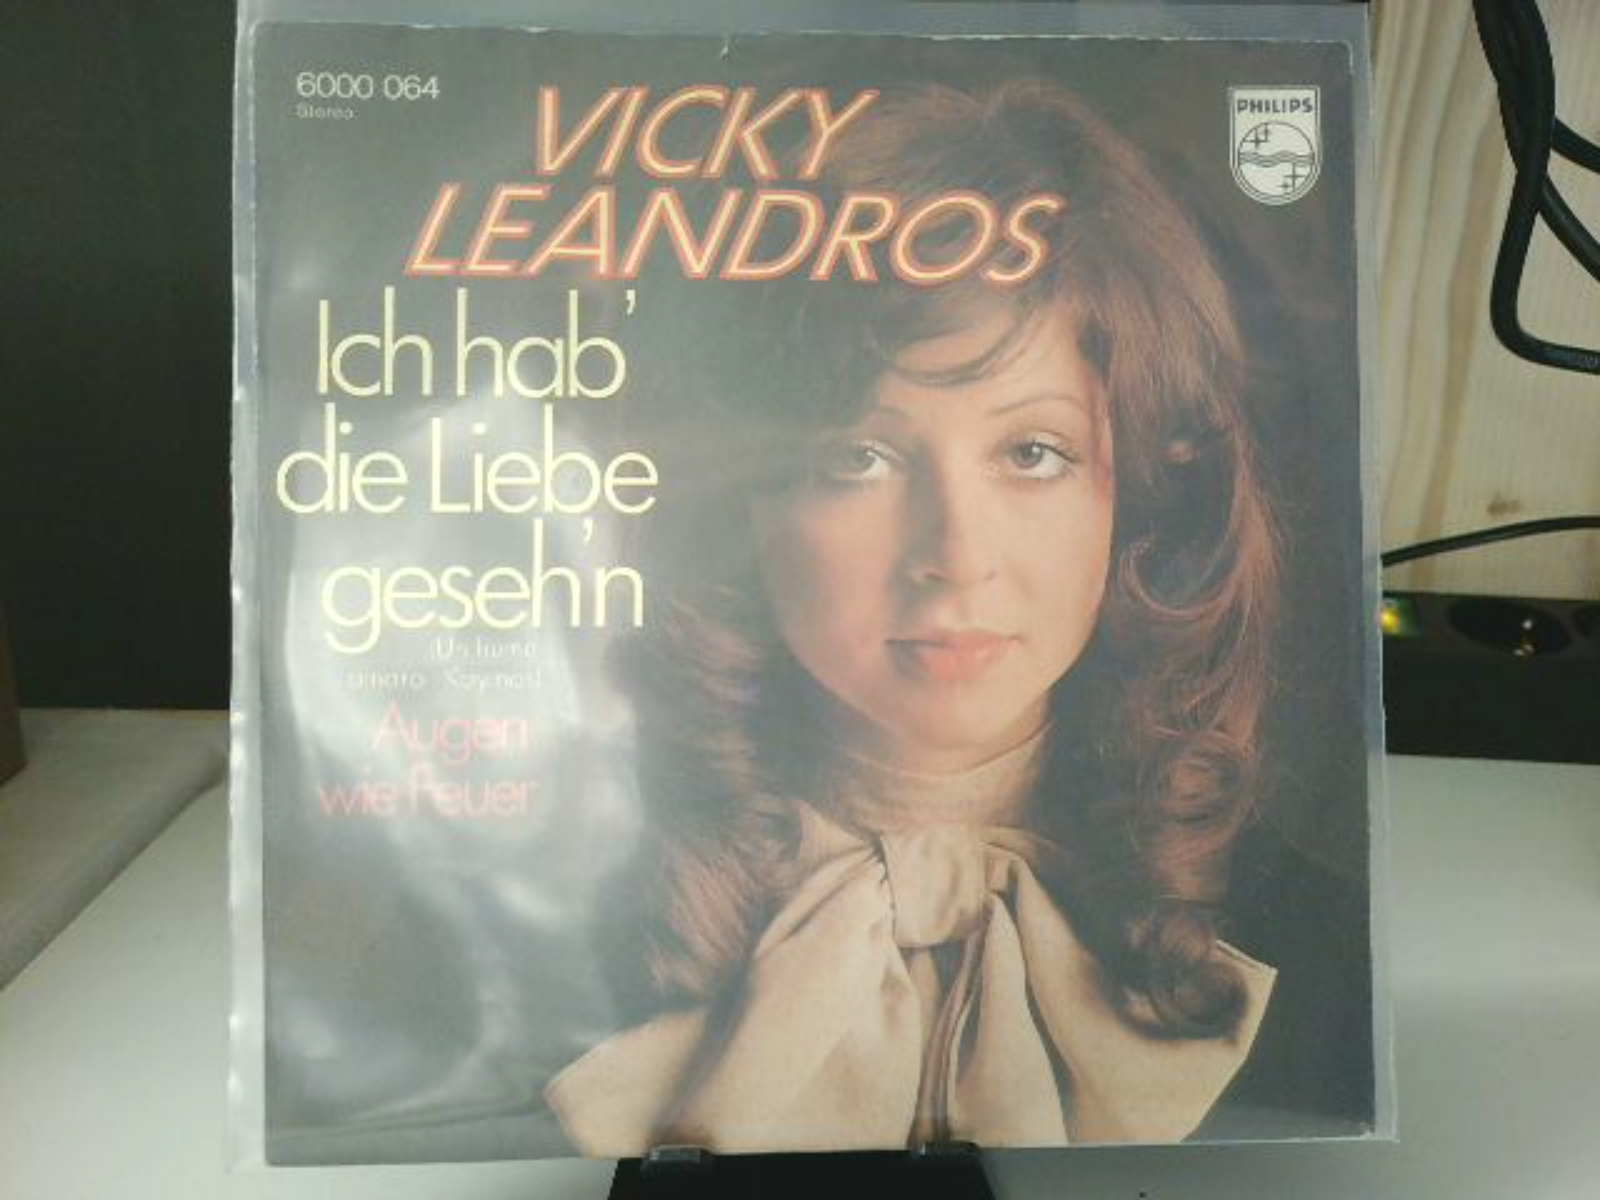 6000 064
Stereo
VICKY
LEANDROS
PHILIPS
Ich hab'
die Liebe
geseh'n
Augen
wie Feuer